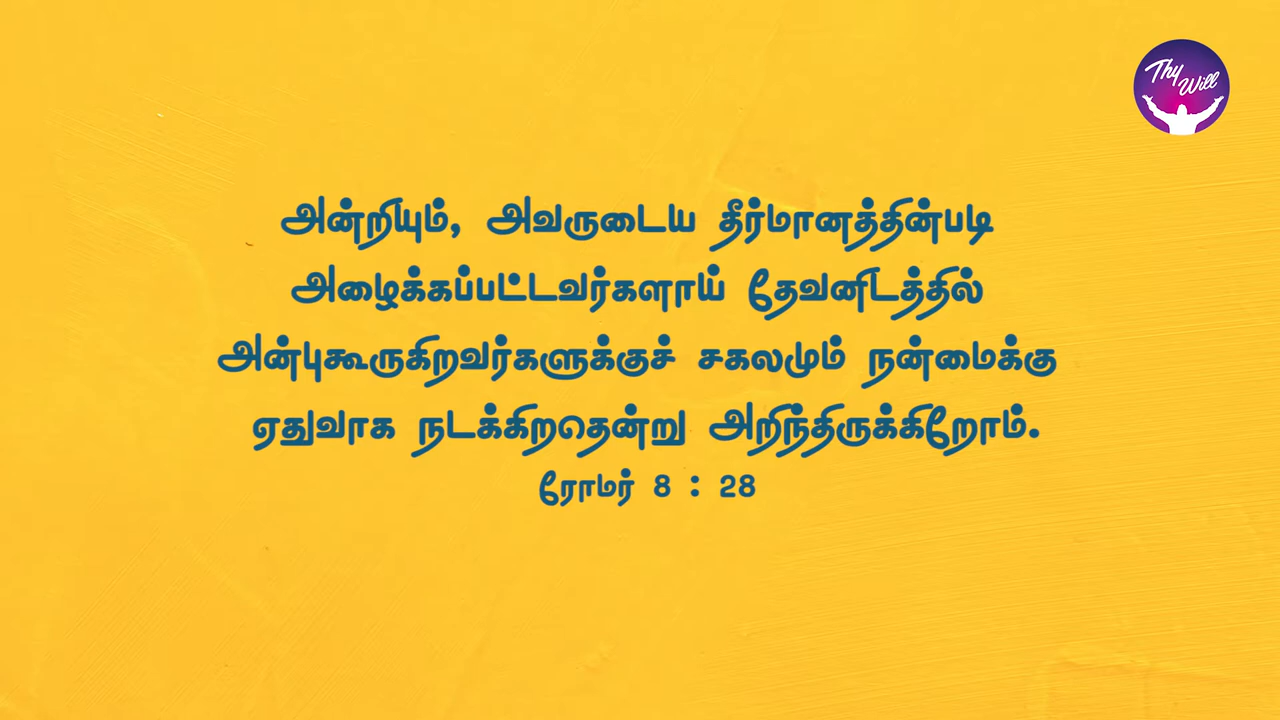 Thy Will
அன்றியும், அவருடைய தீர்மானத்தின்படி
அழைக்கப்பட்டவர்களாய் தேவனிடத்தில்
அன்புகூருகிறவர்களுக்குச் சகலமும் நன்மைக்கு
ஏதுவாக நடக்கிறதென்று அறிந்திருக்கிறோம்.
ரோமர் 8 : 28